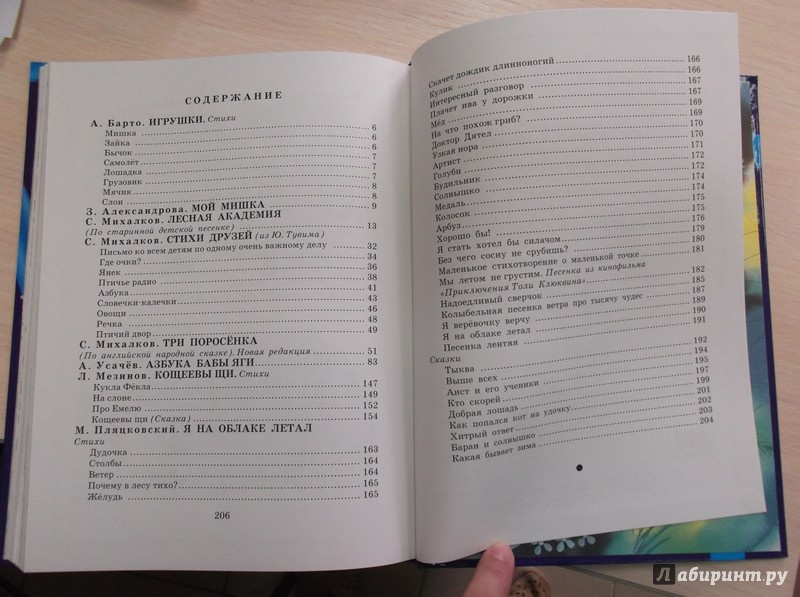 СОДЕРЖАНИЕ
А. Барто. ИГРУШКИ. Стихи
Мишка 6
Зайка 6
Бычок 6
Самолёт 7
Лошадка 7
Грузовик 7
Мячик 8
Слон 8
З. Александрова. МОЙ МИШКА 9
С. Михалков. ЛЕСНАЯ АКАДЕМИЯ
(По старинной детской песенке) 13
С. Михалков. СТИХИ ДРУЗЕЙ (из Ю. Тувима)
Письмо ко всем детям по одному очень важному делу 32
Где очки? 34
Янек 36
Птичье радио 38
Азбука 41
Словечки-калечки 43
Овощи 46
Речка 48
Птичий двор 49
С. Михалков. ТРИ ПОРОСЁНКА
(По английской народной сказке). Новая редакция 51
А. Усачёв. АЗБУКА БАБЫ ЯГИ 83
Л. Мезинов. КОЩЕЕВЫ ЩИ. Стихи
Кукла Фёкла 147
На слоне 149
Про Емелю 152
Кощеевы щи (Сказка) 154
М. Пляцковский. Я НА ОБЛАКЕ ЛЕТАЛ
Стихи
Дудочка 163
Столбы 164
Ветер 164
Почему в лесу тихо? 165
Жёлудь 165
206
Скачет дождик длинноногий 166
Кулик 166
Интересный разговор 167
Плачет ива у дорожки 167
Мёд 169
На что похож гриб? 169
Доктор Дятел 170
Узкая нора 170
Артист 171
Голуби 172
Будильник 172
Солнышко 174
Медаль 174
Колосок 175
Арбуз 175
Хорошо бы! 176
Я стать хотел бы силачом 179
Без чего сосну не срубишь? 180
Маленькое стихотворение о маленькой точке 181
Мы летом не грустим. Песенка из кинофильма
«Приключения Толи Клюквина» 182
Надоедливый сверчок 185
Колыбельная песенка ветра про тысячу чудес 187
Я верёвочку верчу 189
Я на облаке летал 190
Песенка лентяя 191
Сказки
Тыква 192
Выше всех 194
Аист и его ученики 195
Кто скорей 197
Добрая лошадь 199
Как попался кот на удочку 201
Хитрый ответ 202
Баран и солнышко 203
Какая бывает зима 204
Лабиринт.ру